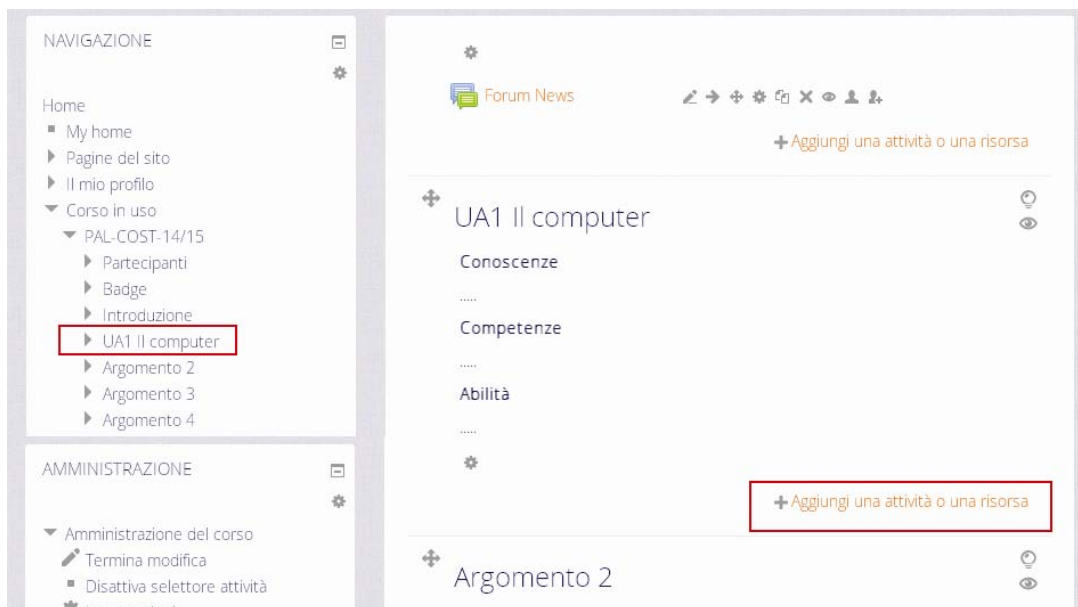 NAVIGAZIONE
Home
My home
Pagine del sito
Il mio profilo
Corso in uso
PAL-COST-14/15
Partecipanti
Badge
Introduzione
UA1 Il computer
Argomento 2
Argomento 3
Argomento 4
AMMINISTRAZIONE
Amministrazione del corso
Termina modifica
Disattiva selettore attività
Forum News
Aggiungi una attività o una risorsa
UA1 Il computer
Conoscenze
.....
Competenze
.....
Abilità
.....
Aggiungi una attività o una risorsa
Argomento 2